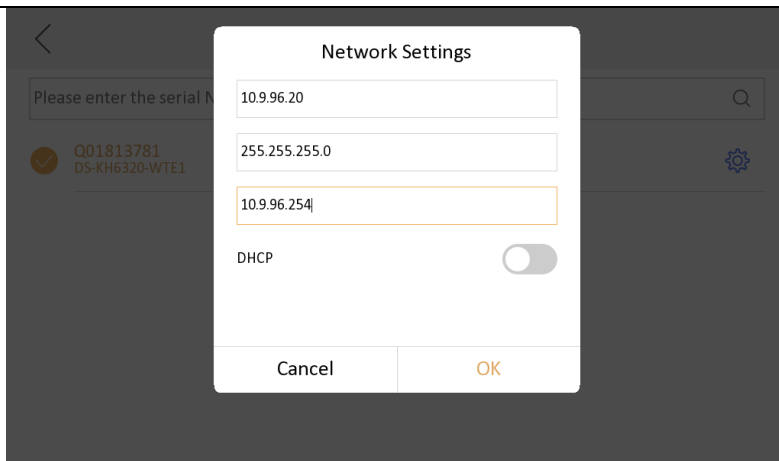 Network Settings
Please enter the serial N
10.9.96.20
Q01813781
DS-KH6320-WTE1
255.255.255.0
10.9.96.254
DHCP
Cancel
OK